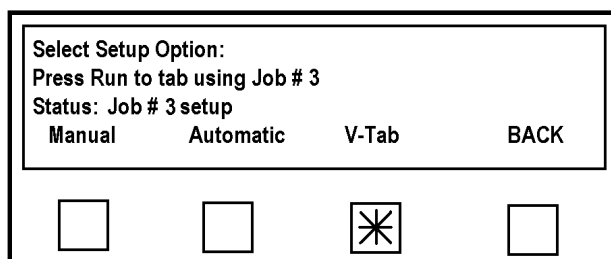 Select Setup Option:
Press Run to tab using Job # 3
Status: Job # 3 setup
Manual Automatic V-Tab BACK